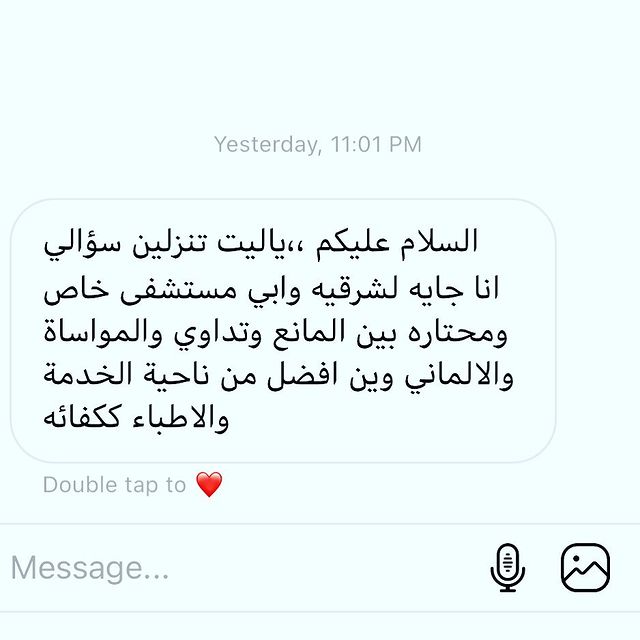 Yesterday, 11:01 PM
السلام عليكم ،،ياليت تنزلين سؤالي
انا جايه لشرقيه وابي مستشفى خاص
ومحتاره بين المانع وتداوي والمواساة
والالماني وين افضل من ناحية الخدمة
والاطباء ككفائه
Double tap to ❤️
Message...